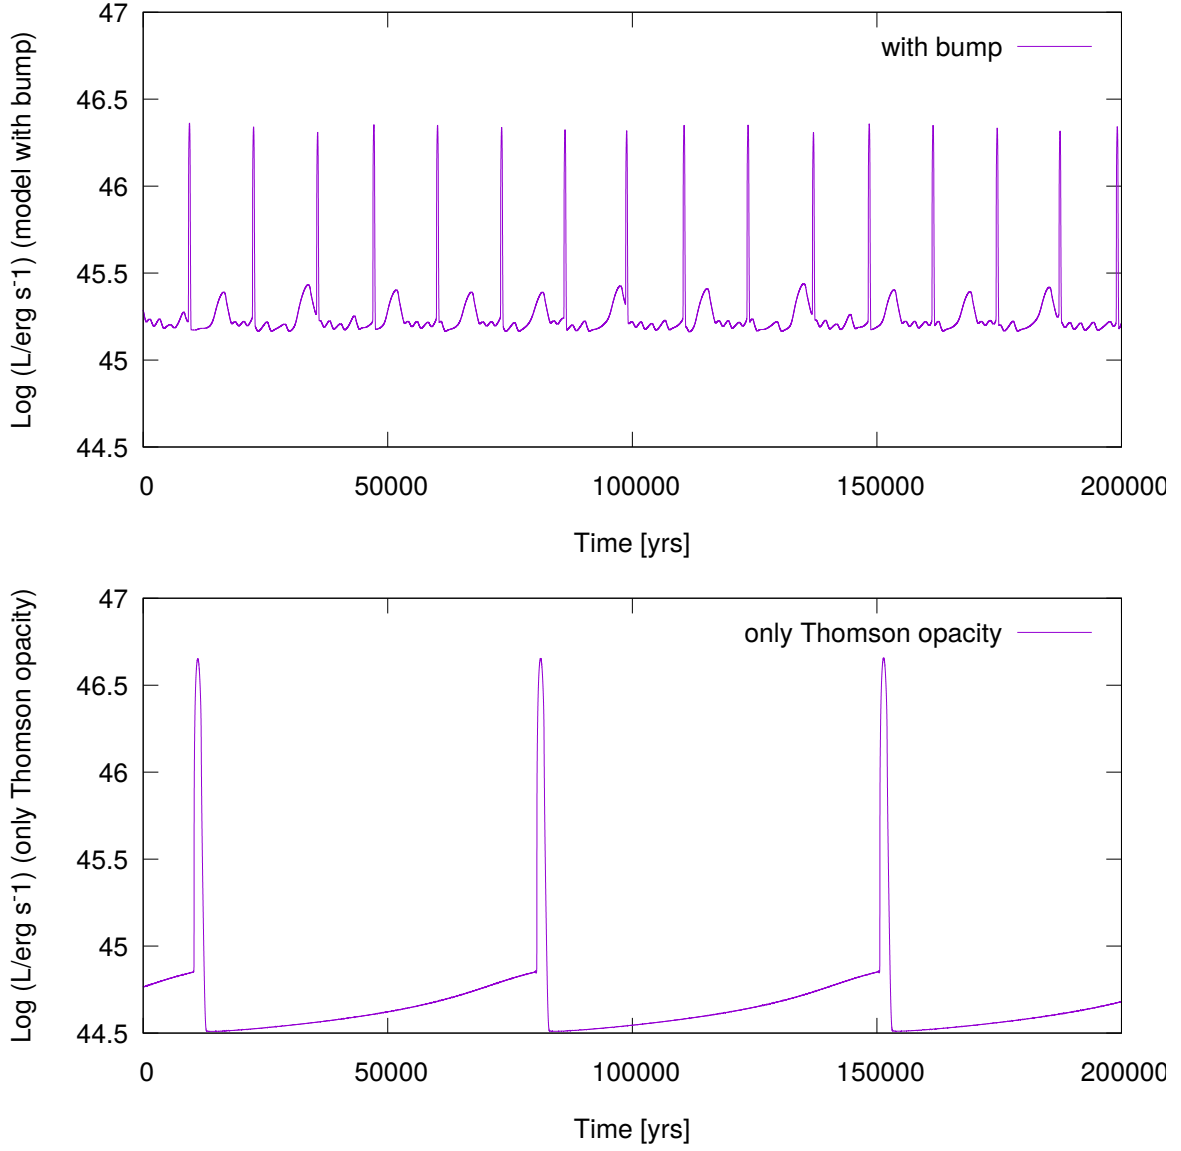 47
46.5
46
45.5
45
44.5
Log (L/erg s-1) (model with bump)
with bump
0 50000 100000 150000 200000
Time [yrs]
47
46.5
46
45.5
45
44.5
Log (L/erg s-1) (only Thomson opacity)
only Thomson opacity
0 50000 100000 150000 200000
Time [yrs]